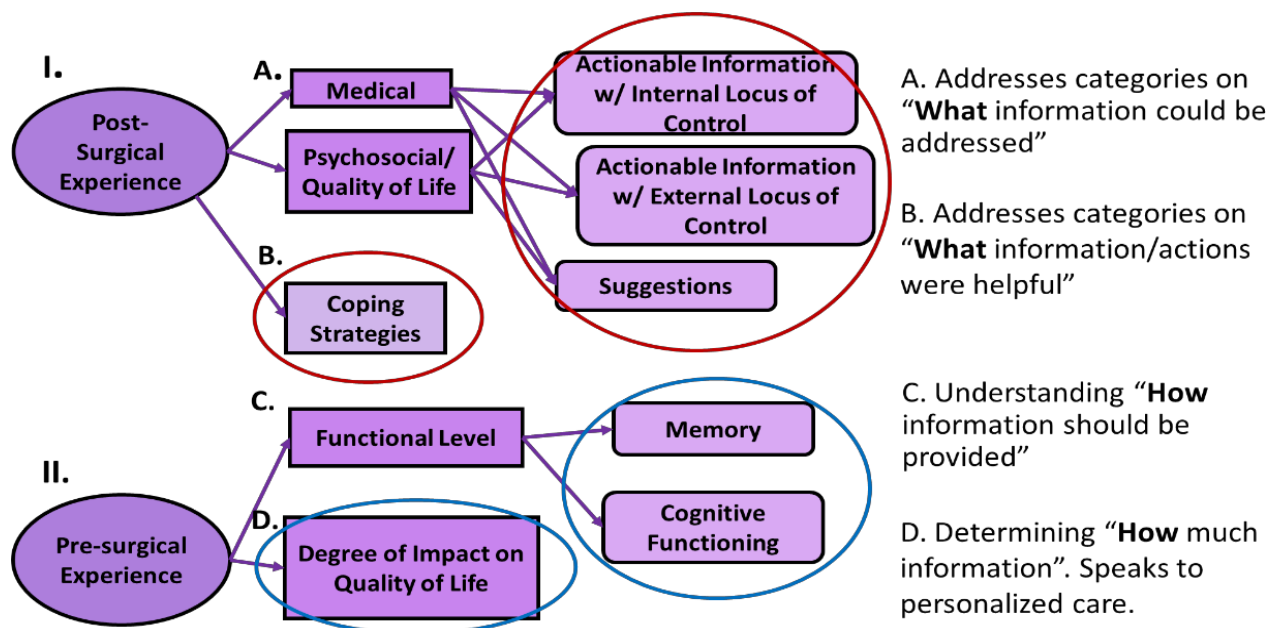 I.
Post-
Surgical
Experience
A.
Medical
Psychosocial/
Quality of Life
B.
Coping
Strategies
Actionable Information
w/ Internal Locus of
Control
Actionable Information
w/ External Locus of
Control
Suggestions
A. Addresses categories on
“What information could be
addressed”
B. Addresses categories on
“What information/actions
were helpful”
II.
Pre-surgical
Experience
C.
Functional Level
D.
Degree of Impact on
Quality of Life
Memory
Cognitive
Functioning
C. Understanding “How
information should be
provided”
D. Determining “How much
information”. Speaks to
personalized care.